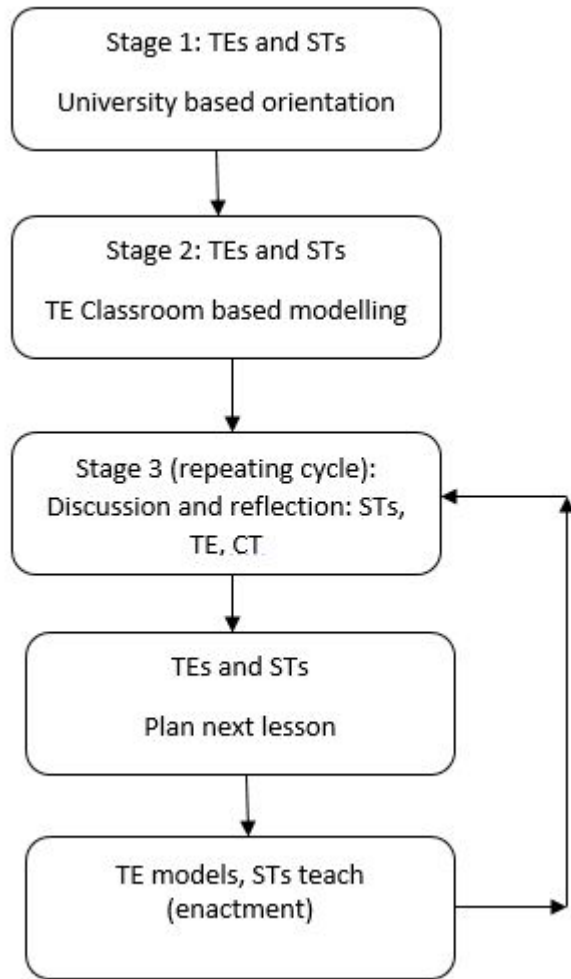 Stage 1: TEs and STs
University based orientation
Stage 2: TEs and STs
TE Classroom based modelling
Stage 3 (repeating cycle):
Discussion and reflection: STs,
TE, CT
TEs and STs
Plan next lesson
TE models, STs teach
(enactment)